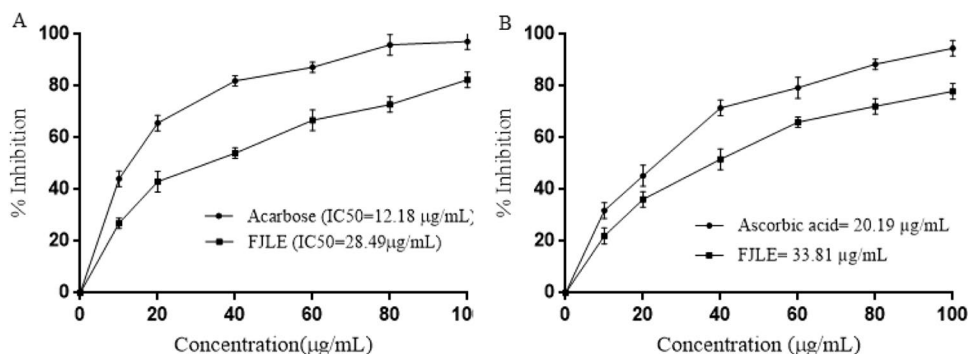 A
% Inhibition
100
80
60
40
20
0
0 20 40 60 80 10
Acarbose (IC50=12.18 µg/mL)
FJLE (IC50=28.49µg/mL)
Concentration(µg/mL)
B
% Inhibition
100
80
60
40
20
0
0 20 40 60 80 100
Ascorbic acid= 20.19 µg/mL
FJLE= 33.81 µg/mL
Concentration (µg/mL)